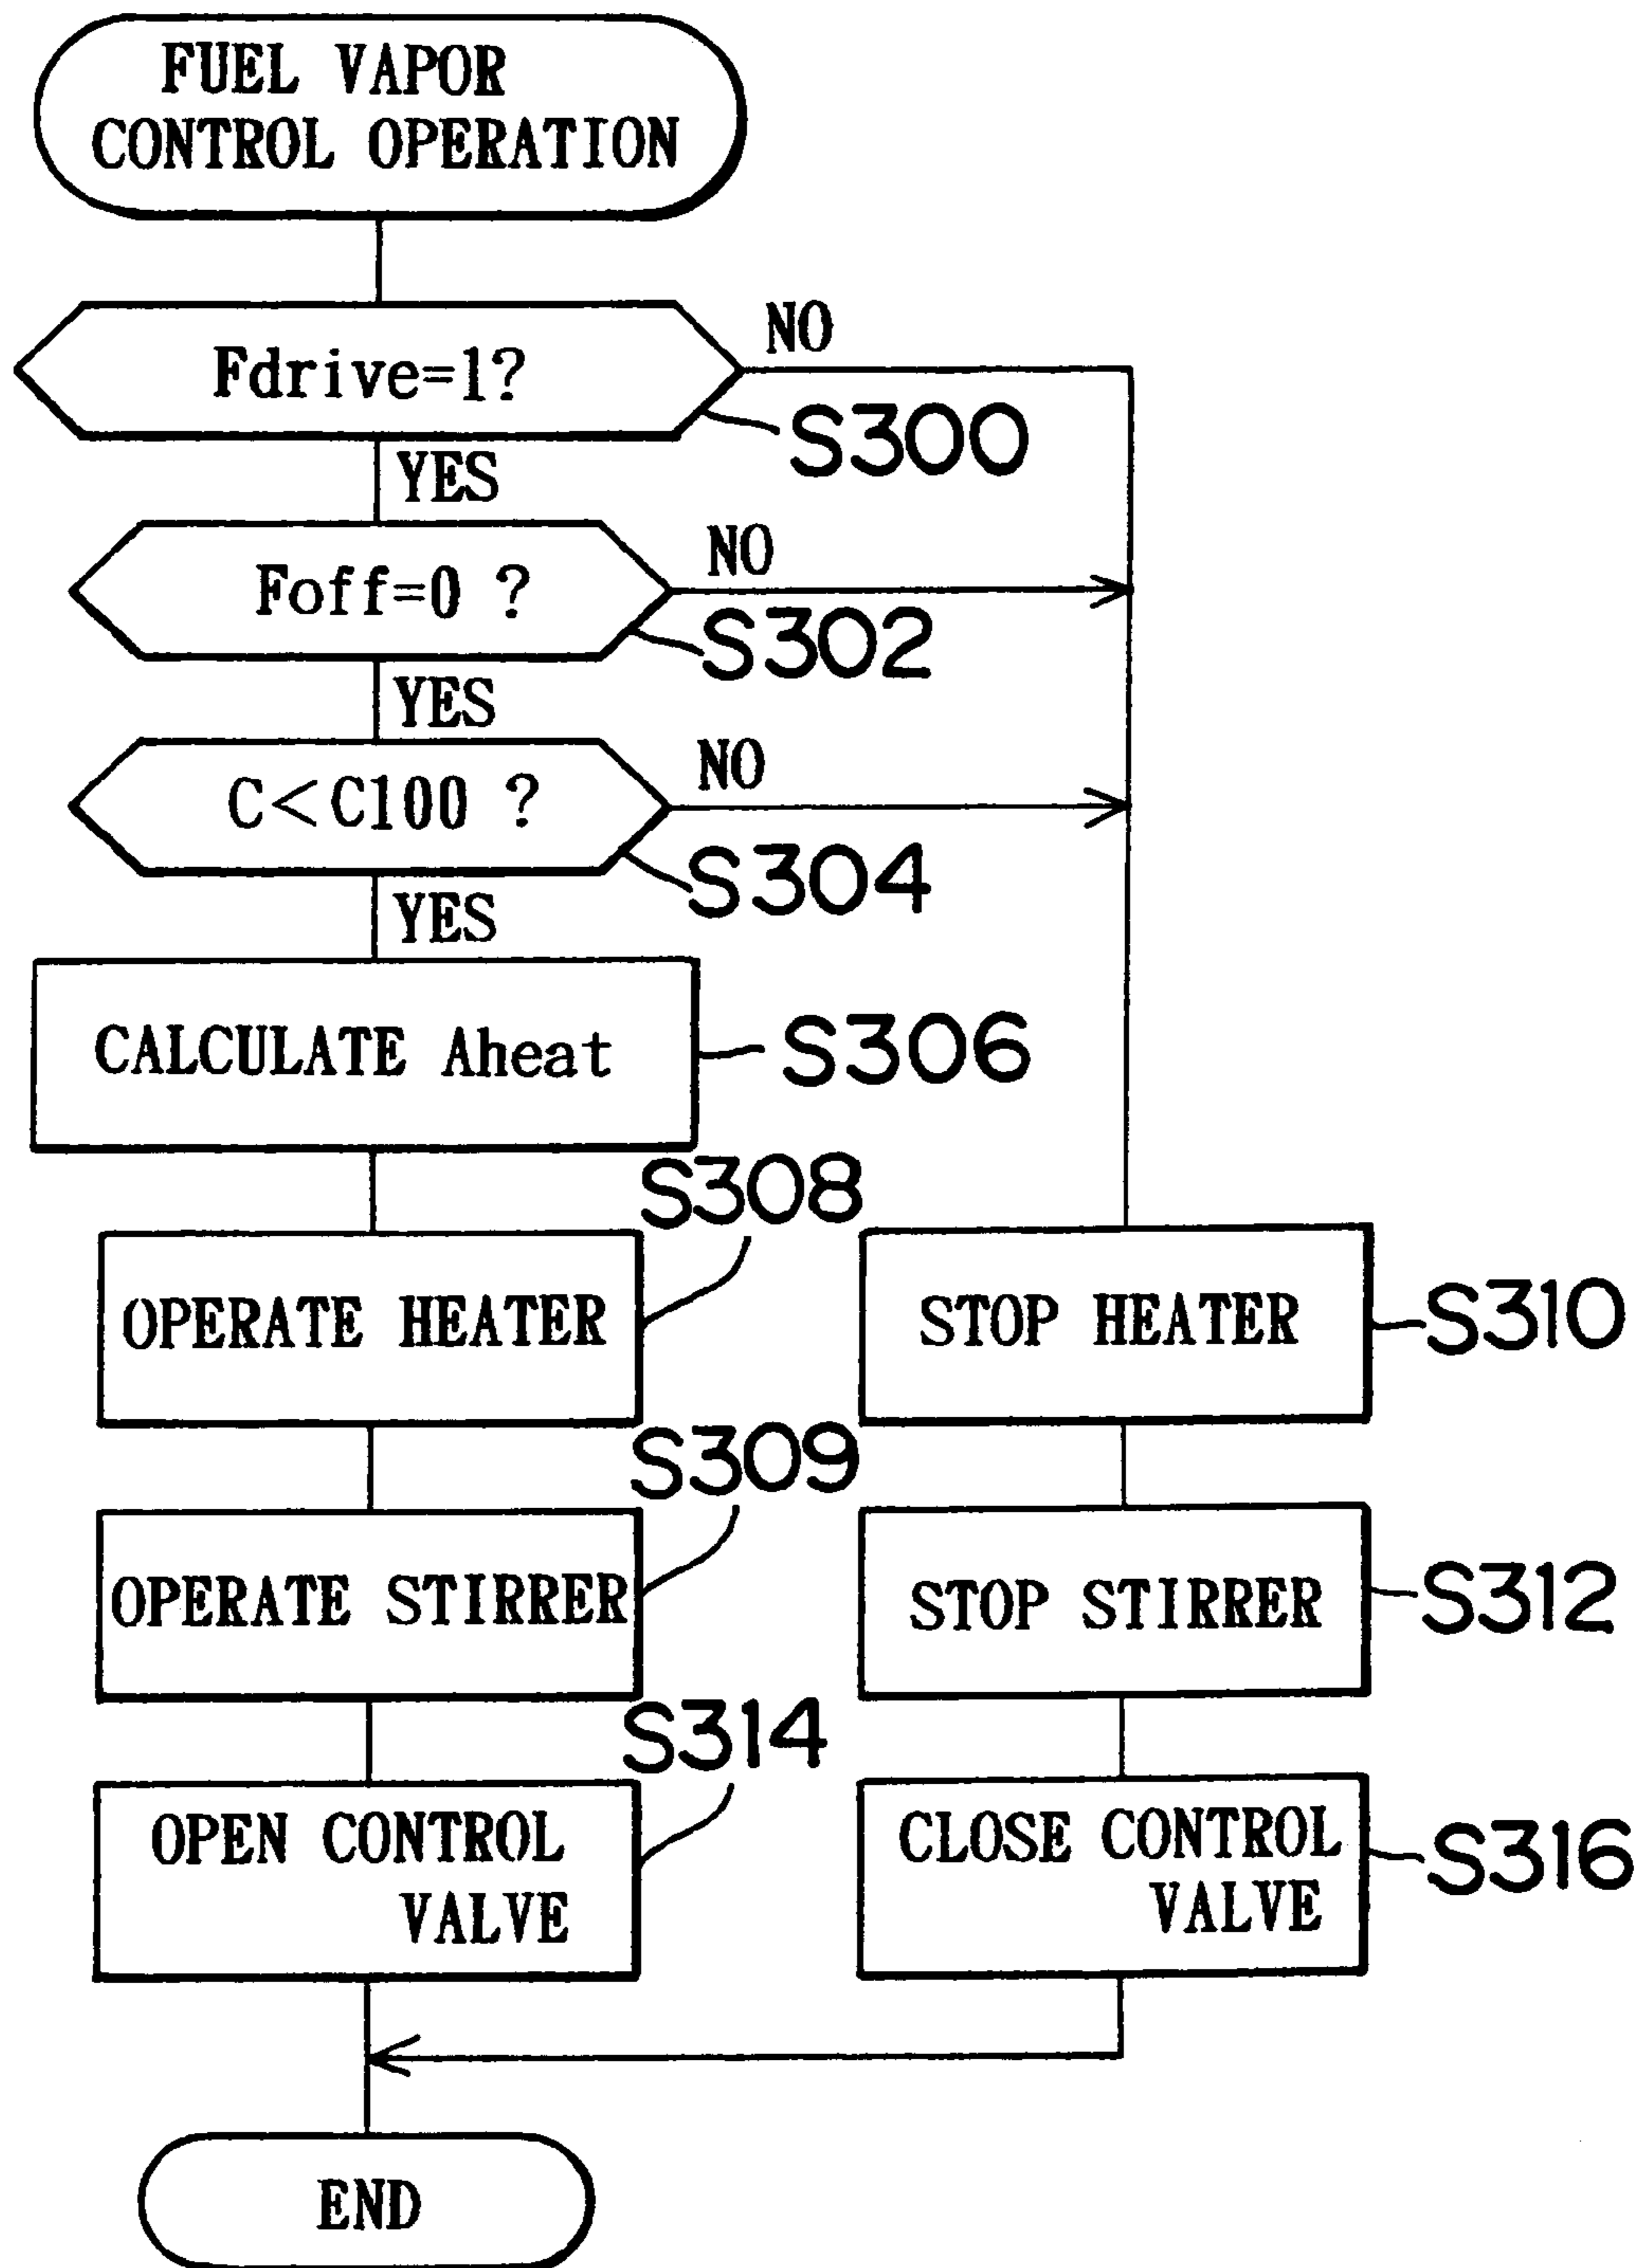 FUEL VAPOR
CONTROL OPERATION
Fdrive=1?
NO
S300
YES
Foff=0 ?
NO
S302
YES
C<C100 ?
NO
S304
YES
CALCULATE Aheat
S306
S308
OPERATE HEATER
STOP HEATER
S310
S309
OPERATE STIRRER
STOP STIRRER
S312
S314
OPEN CONTROL
VALVE
CLOSE CONTROL
VALVE
S316
END